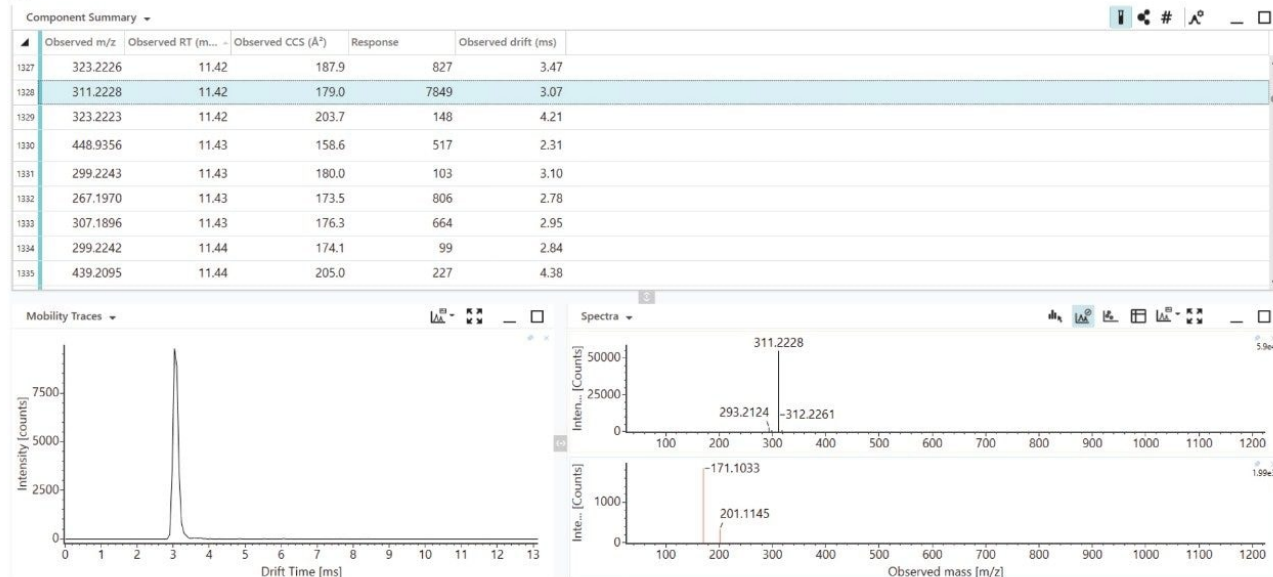 Component Summary
#
Observed m/z Observed RT (m... Observed CCS (Å²) Response Observed drift (ms)
1327 323.2226 11.42 187.9 827 3.47
1328 311.2228 11.42 179.0 7849 3.07
1329 323.2223 11.42 203.7 148 4.21
1330 448.9356 11.43 158.6 517 2.31
1331 299.2243 11.43 180.0 103 3.10
1332 267.1970 11.43 173.5 806 2.78
1333 307.1896 11.43 176.3 664 2.95
1334 299.2242 11.44 174.1 99 2.84
1335 439.2095 11.44 205.0 227 4.38
Mobility Traces
Intensity [counts]
7500
5000
2500
0
0 1 2 3 4 5 6 7 8 9 10 11 12 13
Drift Time [ms]
Spectra
Inten... [Counts]
311.2228
5.9e
50000
25000
293.2124 312.2261
0
100 200 300 400 500 600 700 800 900 1000 1100 1200
Inte... [Counts]
171.1033
1.99e
1000
201.1145
0
100 200 300 400 500 600 700 800 900 1000 1100 1200
Observed mass [m/z]